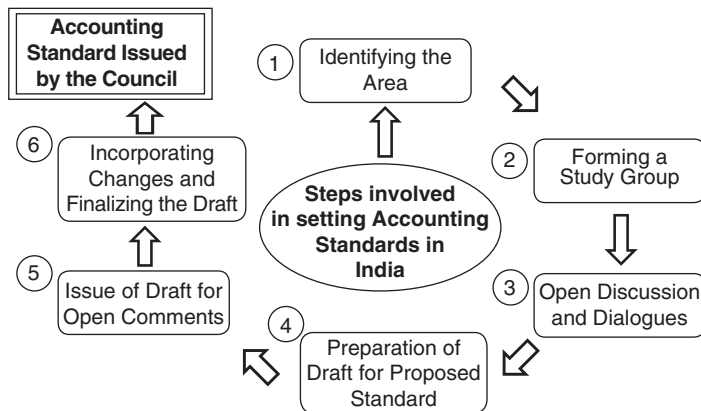 Accounting
Standard Issued
by the Council
1
Identifying the
Area
2
Forming a
Study Group
3
Open Discussion
and Dialogues
4
Preparation of
Draft for Proposed
Standard
5
Issue of Draft for
Open Comments
6
Incorporating
Changes and
Finalizing the Draft
Steps involved
in setting Accounting
Standards in
India